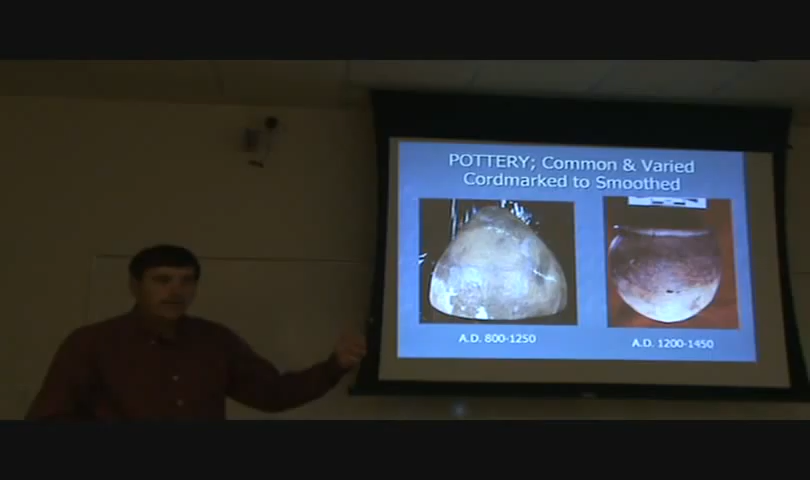 POTTERY; Common & Varied
Cordmarked to Smoothed
A.D. 800-1250
A.D. 1200-1450